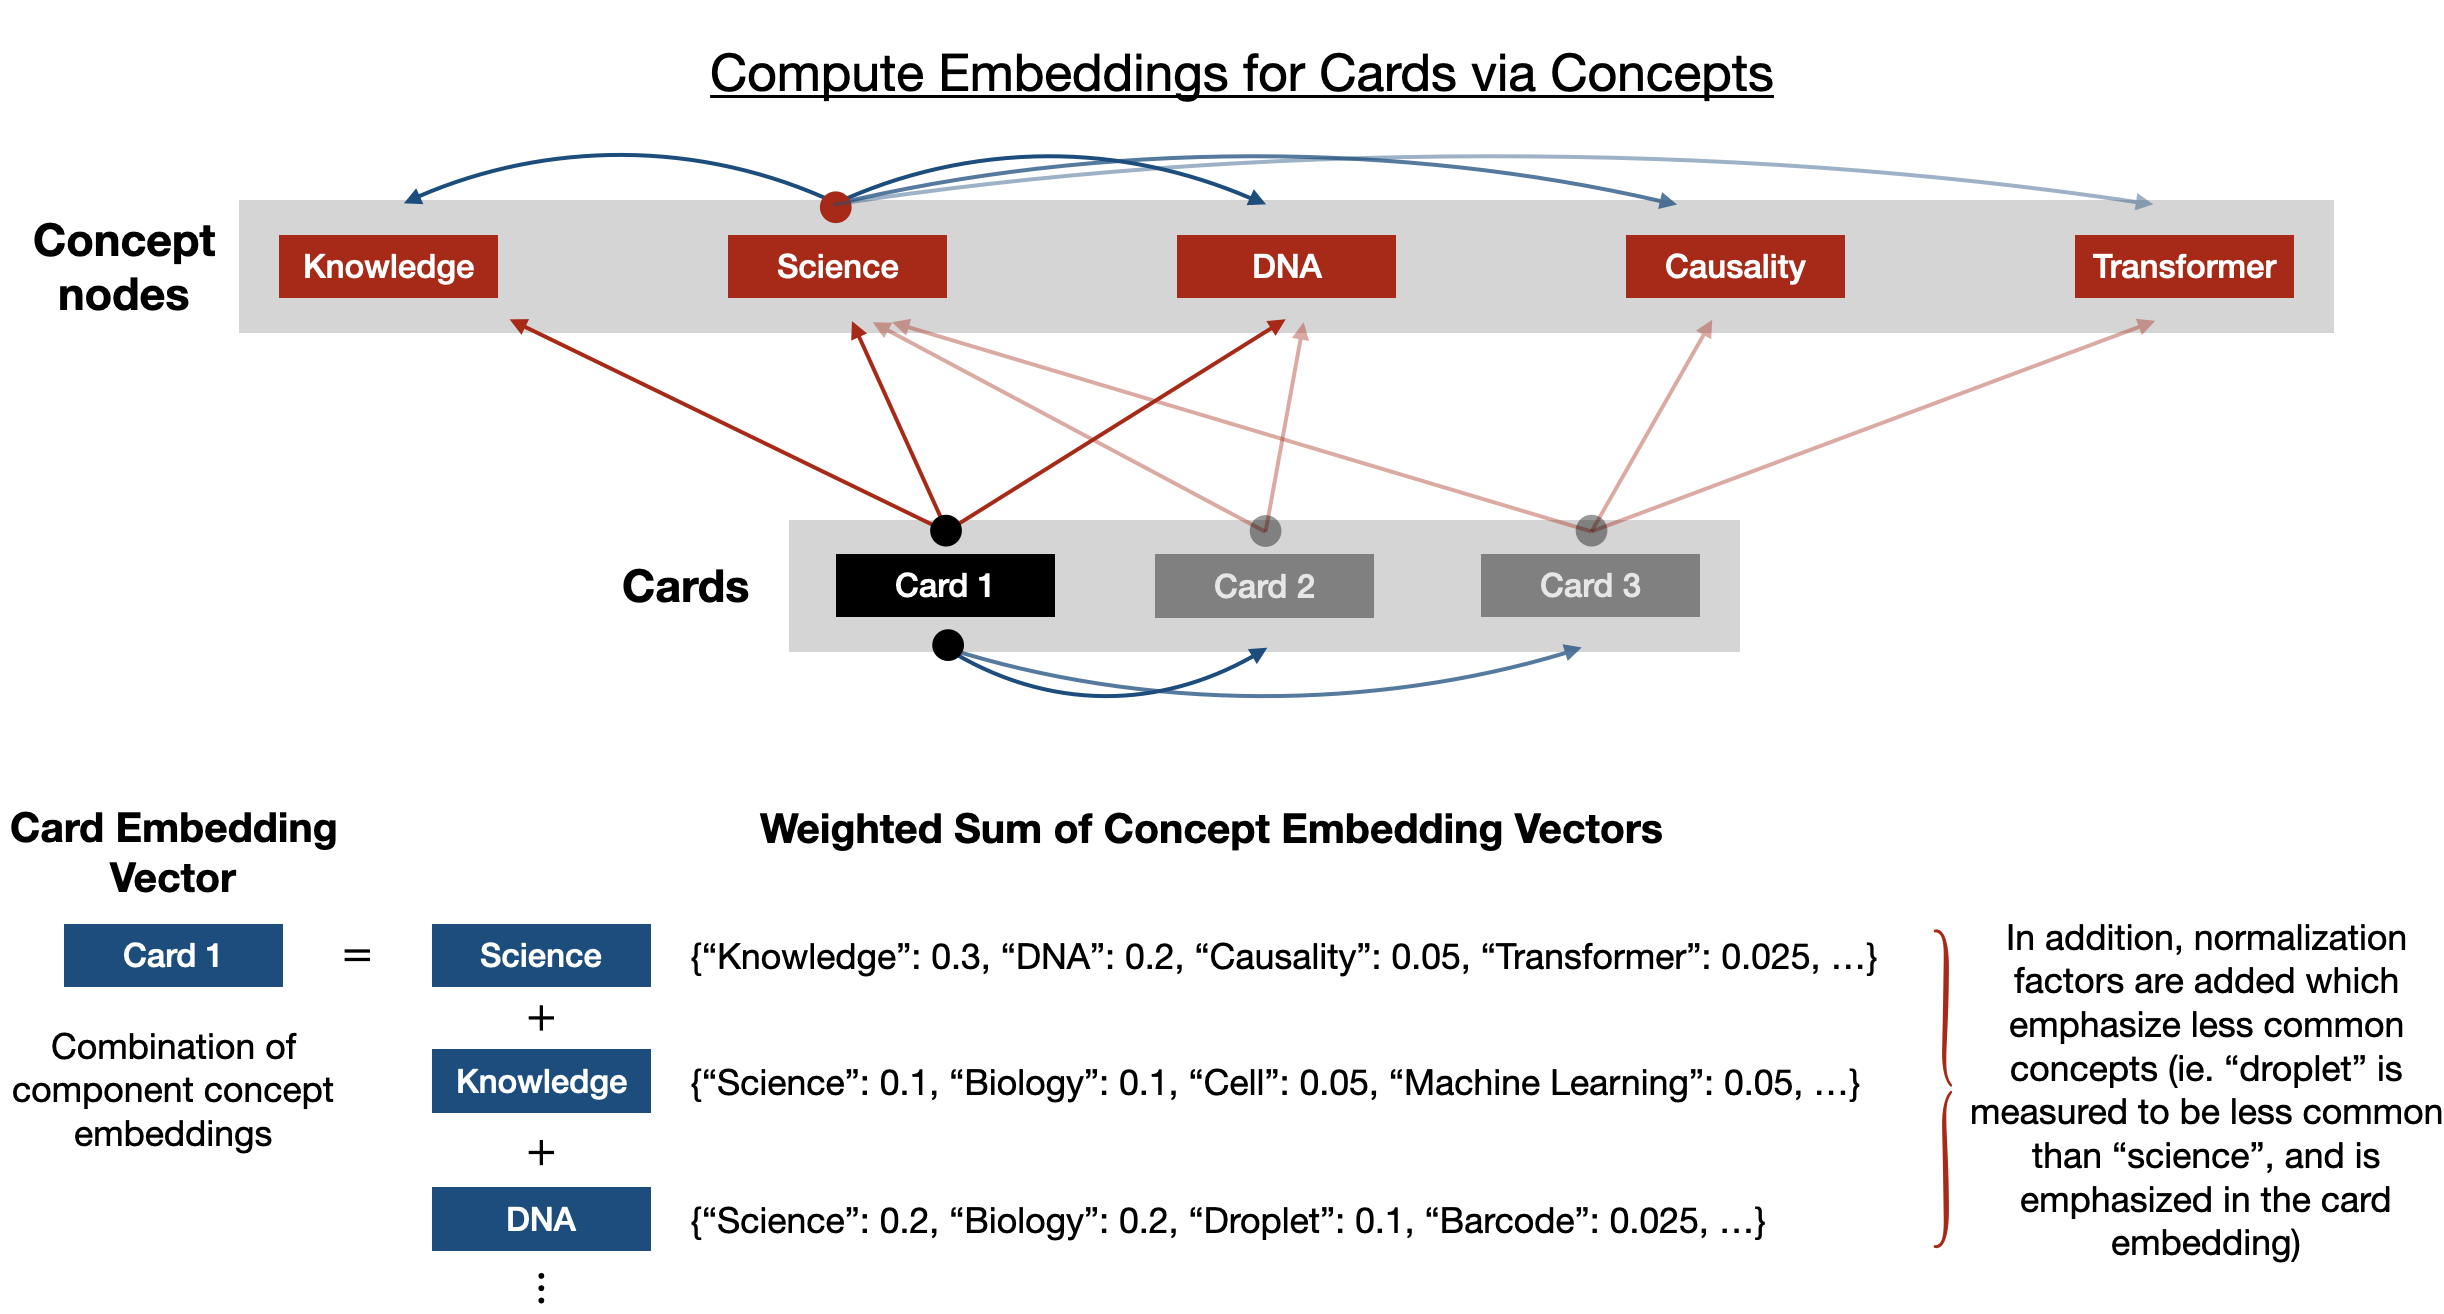 Compute Embeddings for Cards via Concepts
Concept
nodes
Knowledge
Science
DNA
Causality
Transformer
Cards
Card 1
Card 2
Card 3
Card Embedding
Vector
Weighted Sum of Concept Embedding Vectors
Card 1
=
Science
{“Knowledge”: 0.3, “DNA”: 0.2, “Causality”: 0.05, “Transformer”: 0.025, …}
+
Knowledge
{“Science”: 0.1, “Biology”: 0.1, “Cell”: 0.05, “Machine Learning”: 0.05, …}
+
DNA
{“Science”: 0.2, “Biology”: 0.2, “Droplet”: 0.1, “Barcode”: 0.025, …}
⋮
Combination of
component concept
embeddings
In addition, normalization
factors are added which
emphasize less common
concepts (ie. “droplet” is
measured to be less common
than “science”, and is
emphasized in the card
embedding)